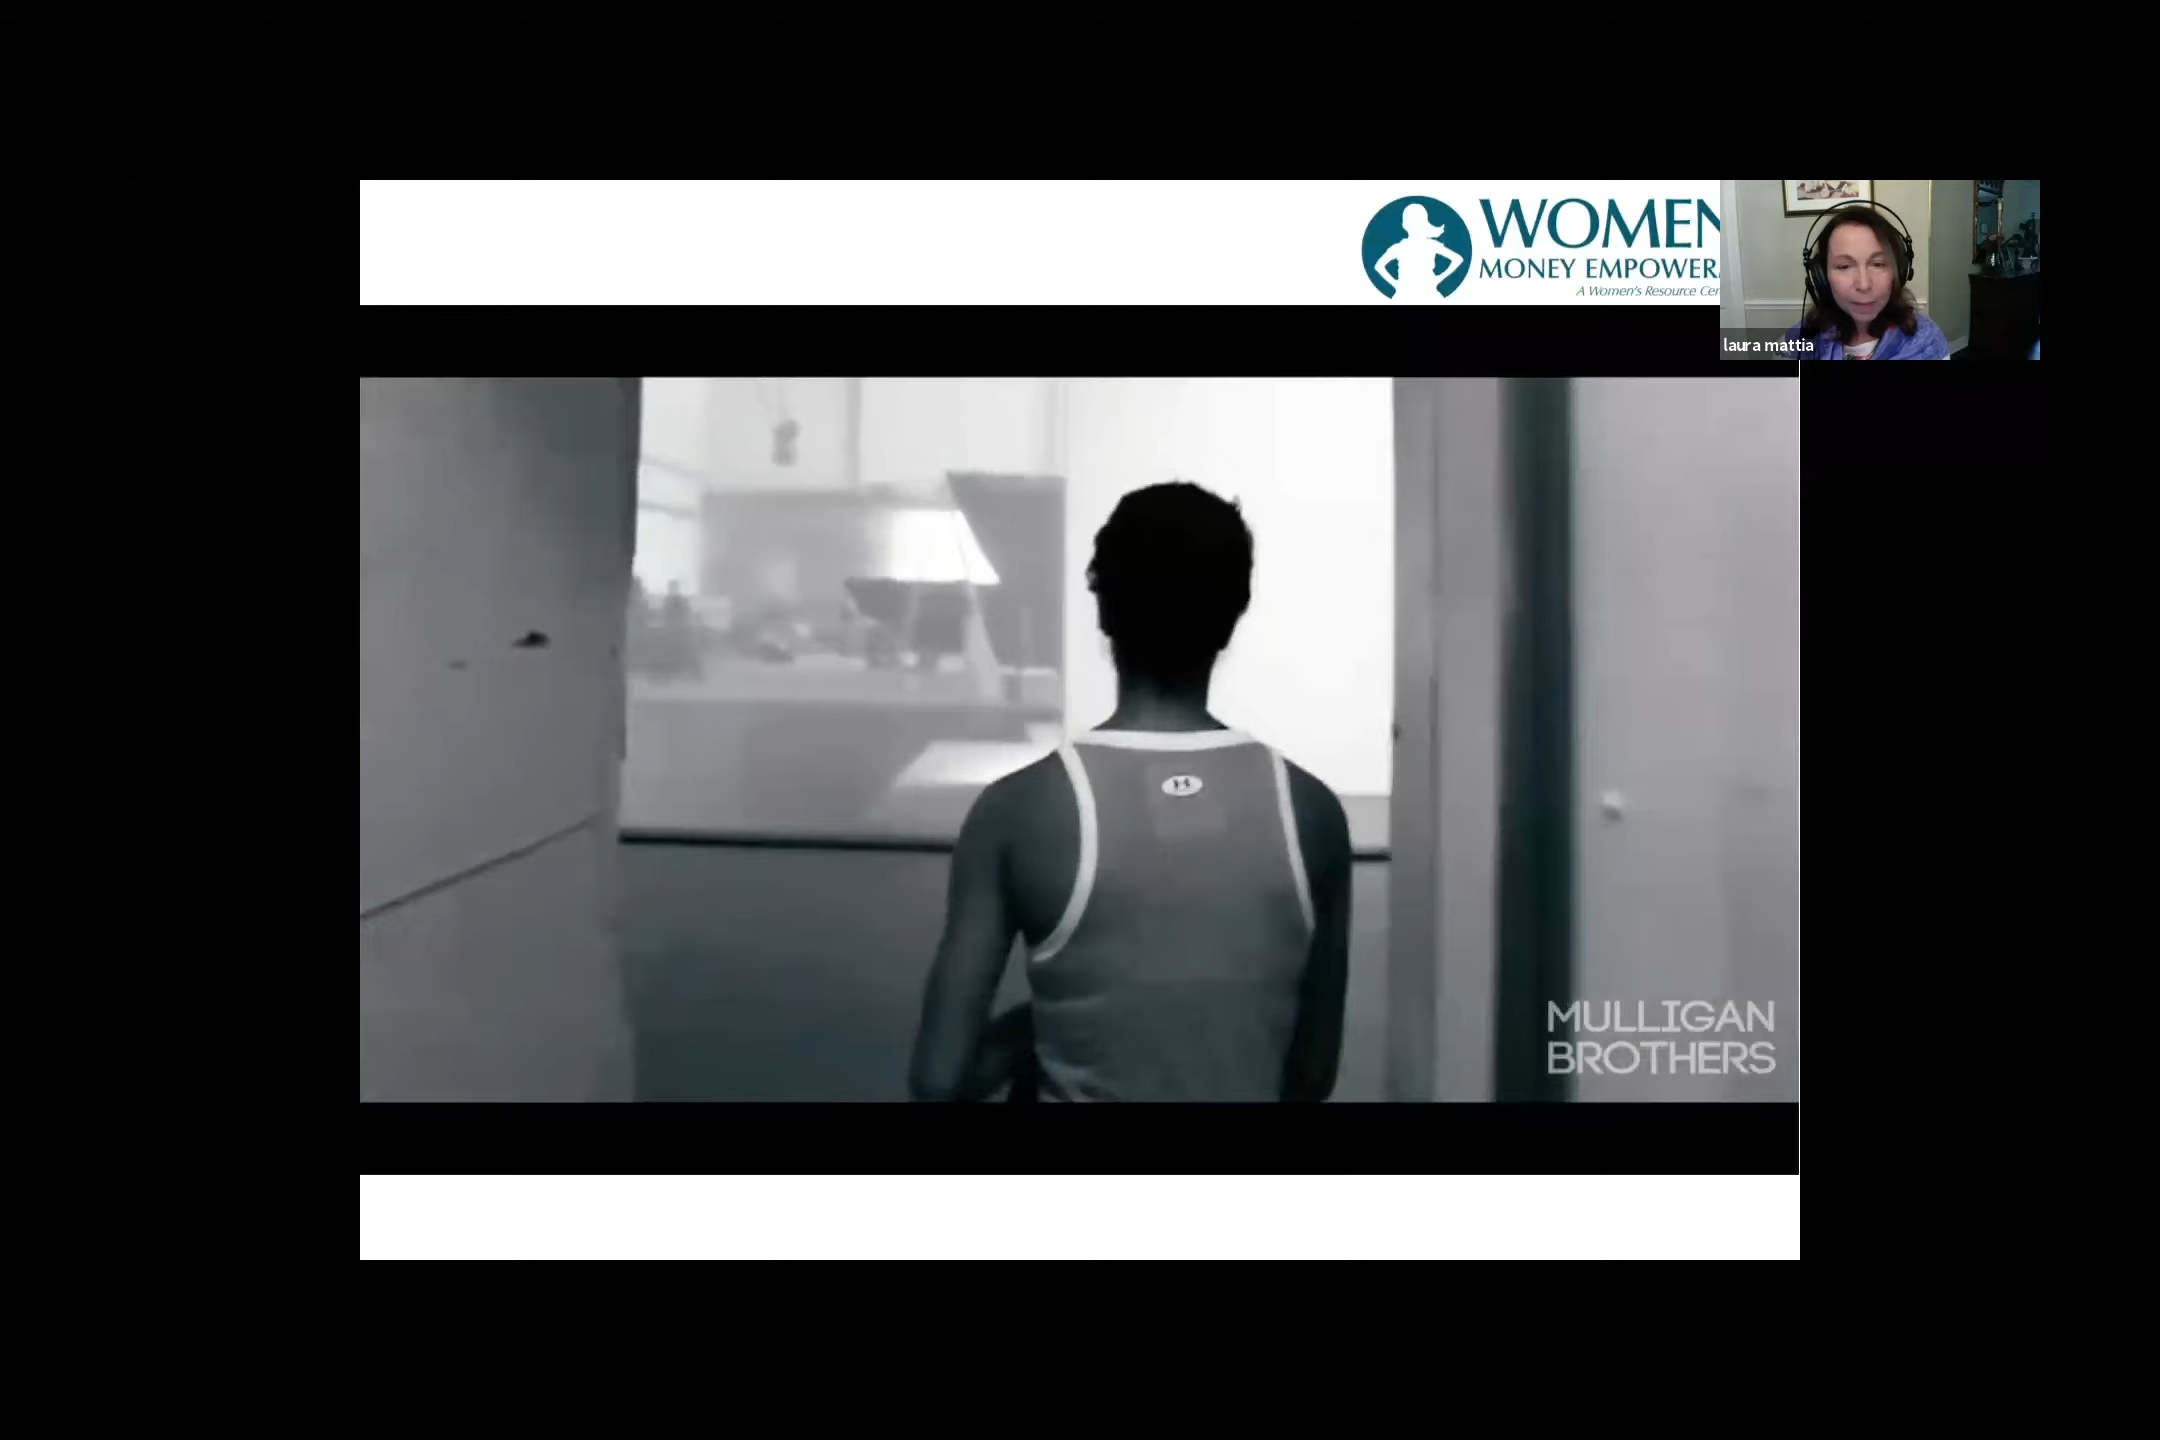 WOMEN
MONEY EMPOWER
A Women's Resource Cen
laura mattia
MULLIGAN
BROTHERS